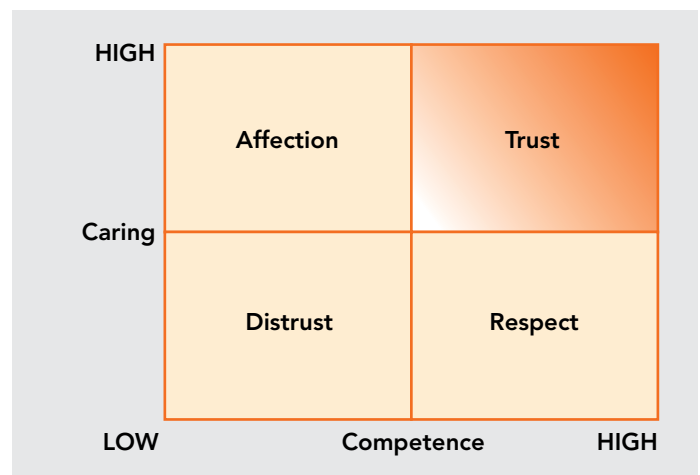 HIGH
Affection Trust
Caring
Distrust Respect
LOW Competence HIGH